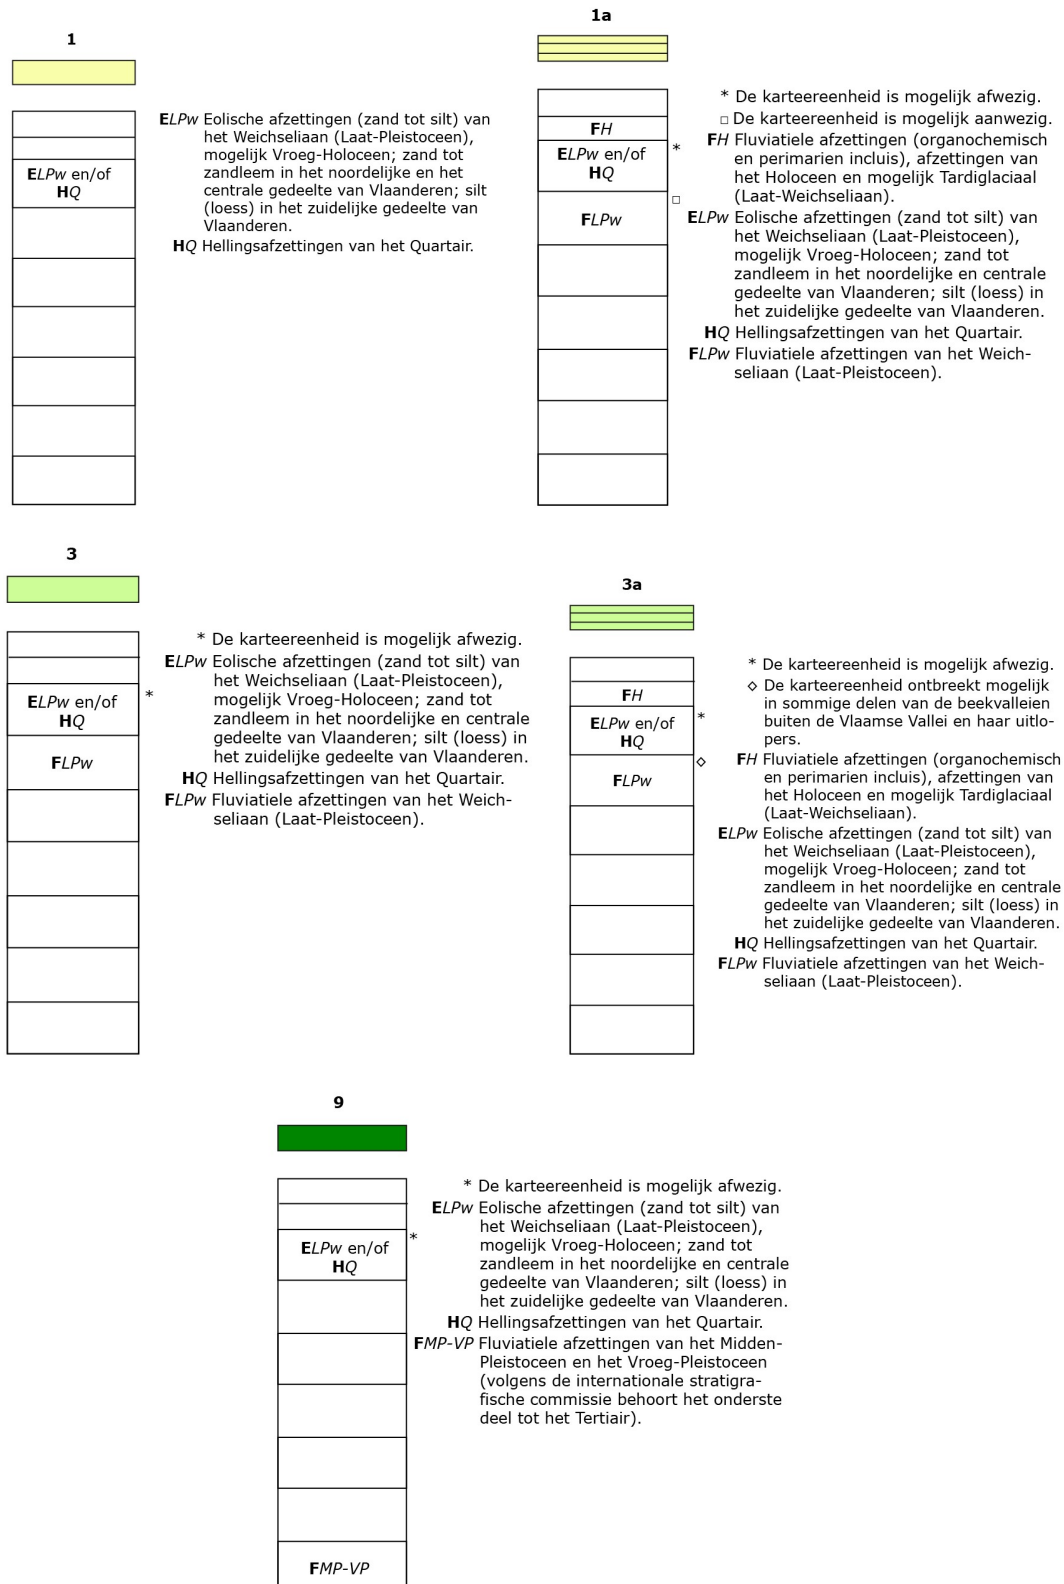 1
ELPw en/of
HQ
ELPw Eolische afzettingen (zand tot silt) van
het Weichseliaan (Laat-Pleistoceen),
mogelijk Vroeg-Holoceen; zand tot
zandleem in het noordelijke en het
centrale gedeelte van Vlaanderen; silt
(loess) in het zuidelijke gedeelte van
Vlaanderen.
HQ Hellingsafzettingen van het Quartair.
1a
FH
ELPw en/of
HQ
*
□
FLPw
* De karteereenheid is mogelijk afwezig.
□ De karteereenheid is mogelijk aanwezig.
FH Fluviatiele afzettingen (organochemisch
en perimarien incluis), afzettingen van
het Holoceen en mogelijk Tardiglaciaal
(Laat-Weichseliaan).
ELPw Eolische afzettingen (zand tot silt) van
het Weichseliaan (Laat-Pleistoceen),
mogelijk Vroeg-Holoceen; zand tot
zandleem in het noordelijke en centrale
gedeelte van Vlaanderen; silt (loess) in
het zuidelijke gedeelte van Vlaanderen.
HQ Hellingsafzettingen van het Quartair.
FLPw Fluviatiele afzettingen van het Weich-
seliaan (Laat-Pleistoceen).
3
ELPw en/of
HQ
*
FLPw
* De karteereenheid is mogelijk afwezig.
ELPw Eolische afzettingen (zand tot silt) van
het Weichseliaan (Laat-Pleistoceen),
mogelijk Vroeg-Holoceen; zand tot
zandleem in het noordelijke en centrale
gedeelte van Vlaanderen; silt (loess) in
het zuidelijke gedeelte van Vlaanderen.
HQ Hellingsafzettingen van het Quartair.
FLPw Fluviatiele afzettingen van het Weich-
seliaan (Laat-Pleistoceen).
3a
FH
ELPw en/of
HQ
*
◇
FLPw
* De karteereenheid is mogelijk afwezig.
◇ De karteereenheid ontbreekt mogelijk
in sommige delen van de beekvalleien
buiten de Vlaamse Vallei en haar uitlo-
pers.
FH Fluviatiele afzettingen (organochemisch
en perimarien incluis), afzettingen van
het Holoceen en mogelijk Tardiglaciaal
(Laat-Weichseliaan).
ELPw Eolische afzettingen (zand tot silt) van
het Weichseliaan (Laat-Pleistoceen),
mogelijk Vroeg-Holoceen; zand tot
zandleem in het noordelijke en centrale
gedeelte van Vlaanderen; silt (loess) in
het zuidelijke gedeelte van Vlaanderen.
HQ Hellingsafzettingen van het Quartair.
FLPw Fluviatiele afzettingen van het Weich-
seliaan (Laat-Pleistoceen).
9
ELPw en/of
HQ
*
FMP-VP
* De karteereenheid is mogelijk afwezig.
ELPw Eolische afzettingen (zand tot silt) van
het Weichseliaan (Laat-Pleistoceen),
mogelijk Vroeg-Holoceen; zand tot
zandleem in het noordelijke en centrale
gedeelte van Vlaanderen; silt (loess) in
het zuidelijke gedeelte van Vlaanderen.
HQ Hellingsafzettingen van het Quartair.
FMP-VP Fluviatiele afzettingen van het Midden-
Pleistoceen en het Vroeg-Pleistoceen
(volgens de internationale stratigra-
fische commissie behoort het onderste
deel tot het Tertiair).